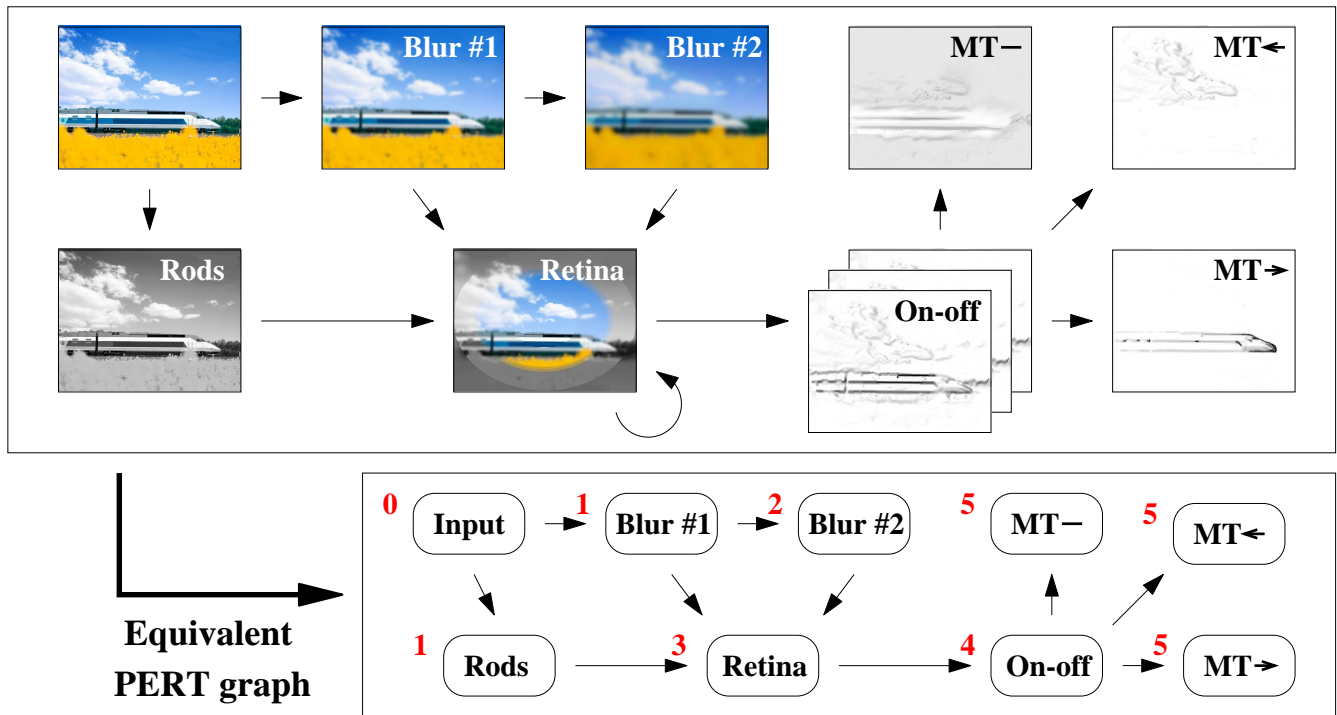 Blur #1
Blur #2
MT−
MT←
Rods
Retina
On-off
MT→
Equivalent
PERT graph
0
Input
1
Blur #1
2
Blur #2
5
MT−
5
MT←
1
Rods
3
Retina
4
On-off
5
MT→